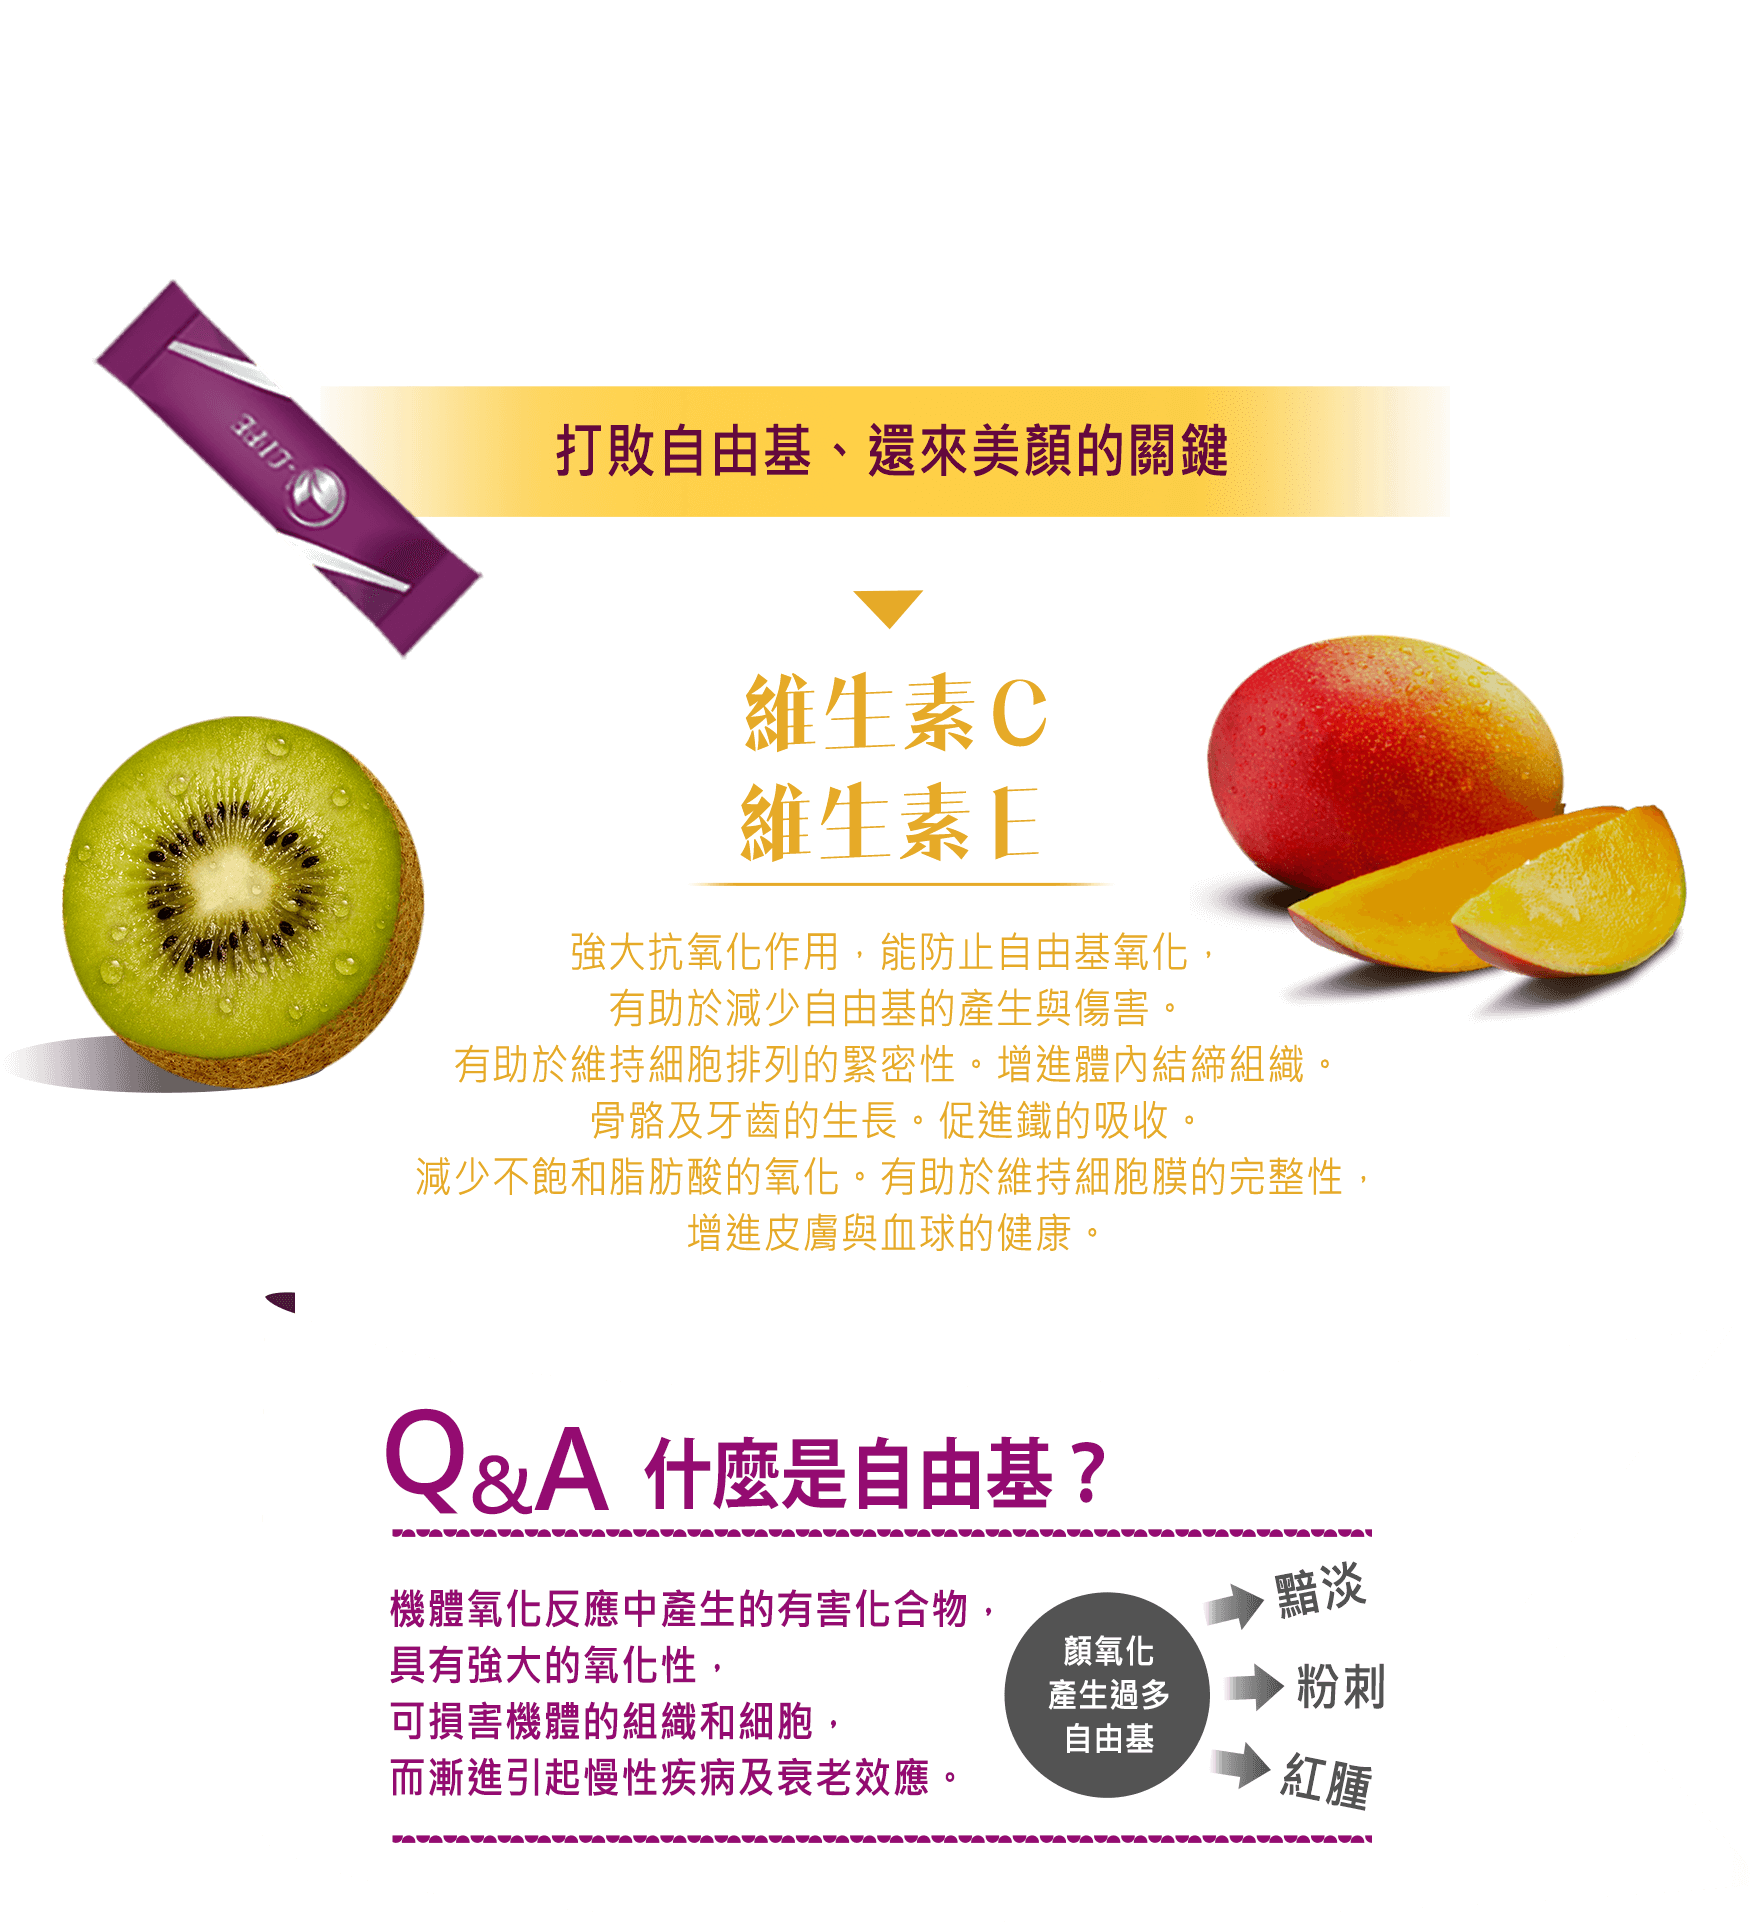 打敗自由基、還來美顏的關鍵
維生素C
維生素E
強大抗氧化作用，能防止自由基氧化，
有助於減少自由基的產生與傷害。
有助於維持細胞排列的緊密性。增進體內結締組織。
骨骼及牙齒的生長。促進鐵的吸收。
減少不飽和脂肪酸的氧化。有助於維持細胞膜的完整性，
增進皮膚與血球的健康。
Q&A 什麼是自由基？
機體氧化反應中產生的有害化合物，
具有強大的氧化性，
可損害機體的組織和細胞，
而漸進引起慢性疾病及衰老效應。
顏氧化
產生過多
自由基
黯淡
粉刺
紅腫